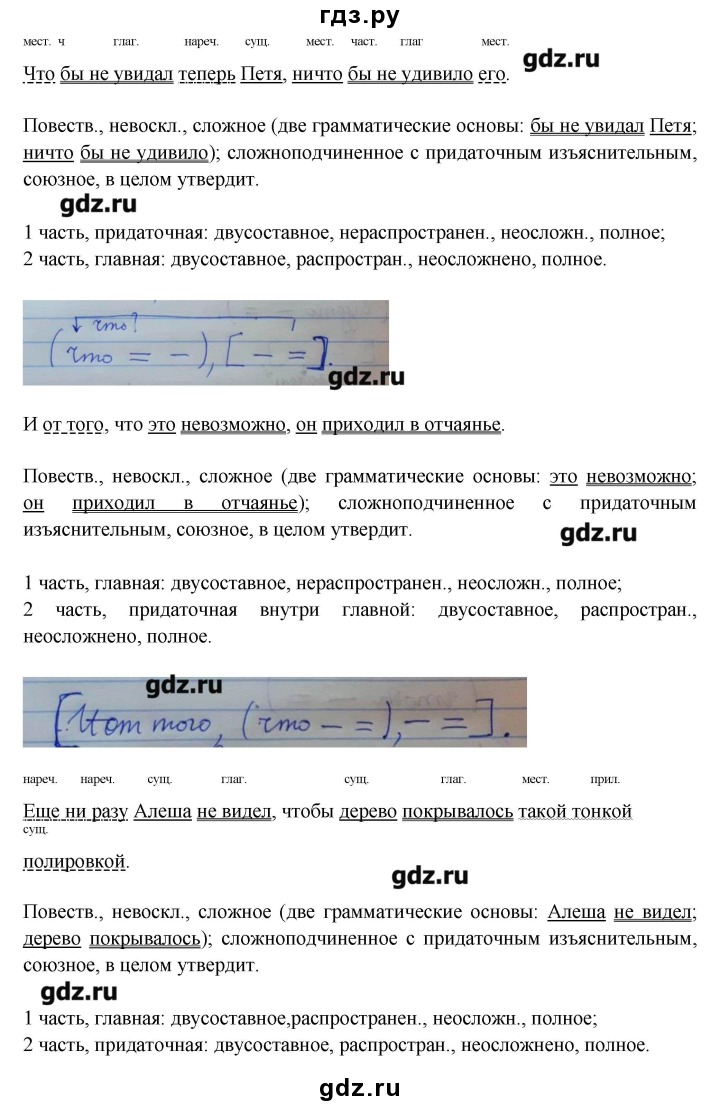 гдз.ру
мест. ч глаг. нареч. сущ. мест. част. глаг мест.
Что бы не увидал теперь Петя, ничто бы не удивило его.
gdz.ru
Повеств., невоскл., сложное (две грамматические основы: бы не увидал Петя;
ничто бы не удивило); сложноподчиненное с придаточным изъяснительным,
союзное, в целом утвердит.
gdz.ru
1 часть, придаточная: двусоставное, нераспространен., неосложн., полное;
2 часть, главная: двусоставное, распростран., неосложнено, полное.
что?
(что = –), [ – = ].
gdz.ru
И от того, что это невозможно, он приходил в отчаянье.
Повеств., невоскл., сложное (две грамматические основы: это невозможно;
он приходил в отчаянье); сложноподчиненное с придаточным
изъяснительным, союзное, в целом утвердит.
gdz.ru
1 часть, главная: двусоставное, нераспространен., неосложн., полное;
2 часть, придаточная внутри главной: двусоставное, распростран.,
неосложнено, полное.
gdz.ru
[И от того, (что – =), – = ].
нареч. нареч. сущ. глаг. сущ. глаг. мест. прил.
Еще ни разу Алеша не видел, чтобы дерево покрывалось такой тонкой
сущ.
полировкой.
gdz.ru
Повеств., невоскл., сложное (две грамматические основы: Алеша не видел;
дерево покрывалось); сложноподчиненное с придаточным изъяснительным,
союзное, в целом утвердит.
gdz.ru
1 часть, главная: двусоставное,распространен., неосложн., полное;
2 часть, придаточная: двусоставное, распростран., неосложнено, полное.
gdz.ru